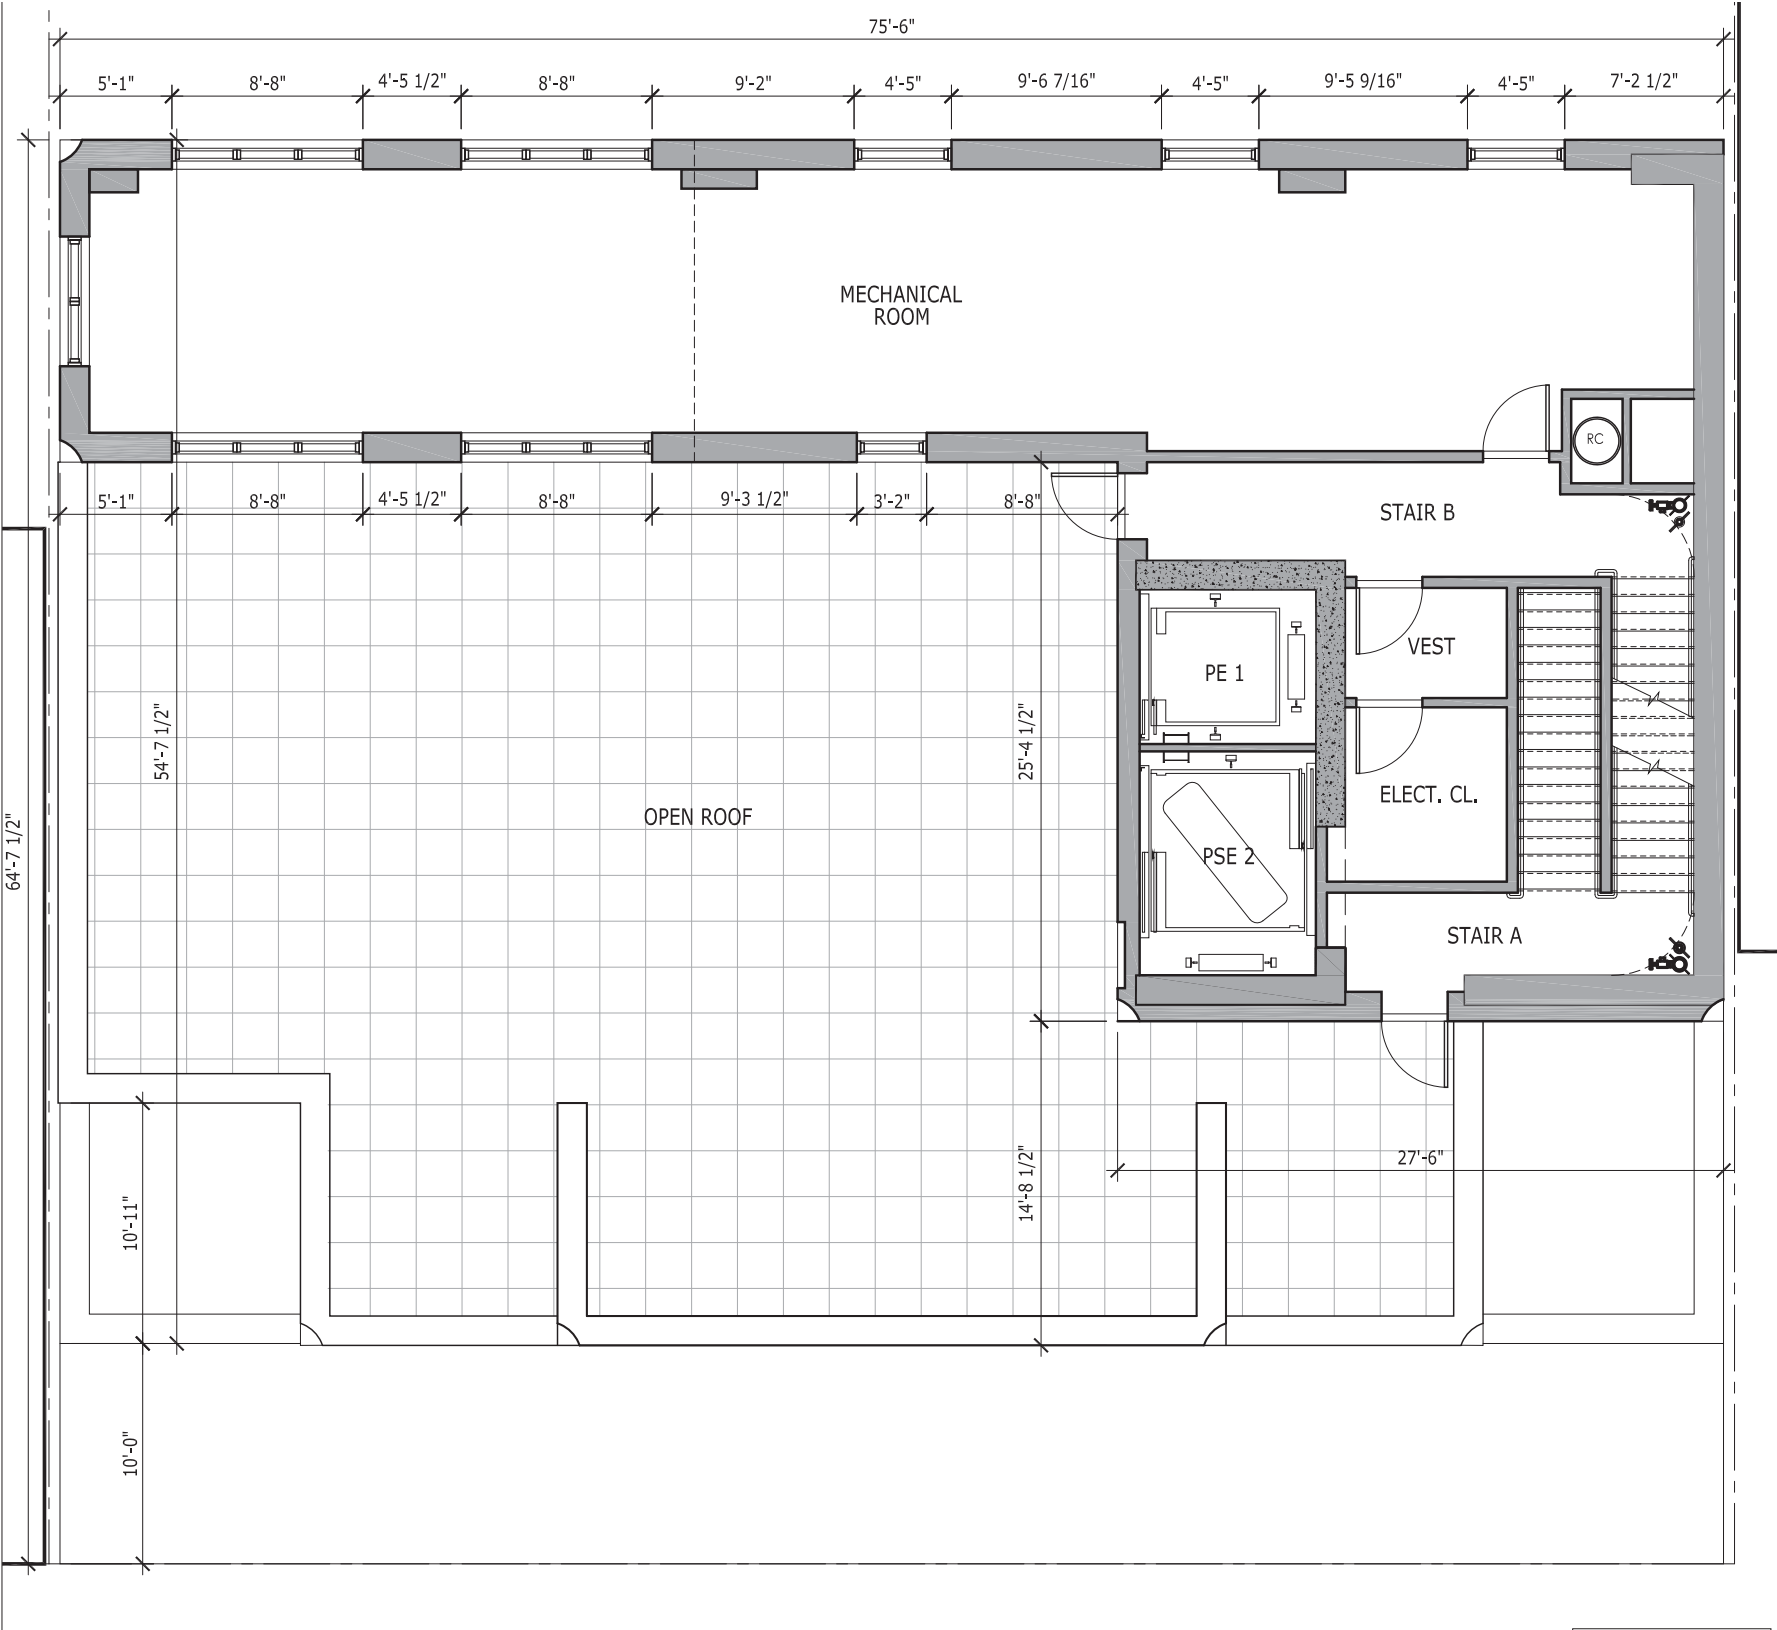 75'-6"
5'-1"
8'-8"
4'-5 1/2"
8'-8"
9'-2"
4'-5"
9'-6 7/16"
4'-5"
9'-5 9/16"
4'-5"
7'-2 1/2"
MECHANICAL
ROOM
RC
5'-1"
8'-8"
4'-5 1/2"
8'-8"
9'-3 1/2"
3'-2"
8'-8"
STAIR B
VEST
PE 1
54'-7 1/2"
25'-4 1/2"
ELECT. CL.
OPEN ROOF
64'-7 1/2"
PSE 2
STAIR A
27'-6"
14'-8 1/2"
10'-11"
10'-0"